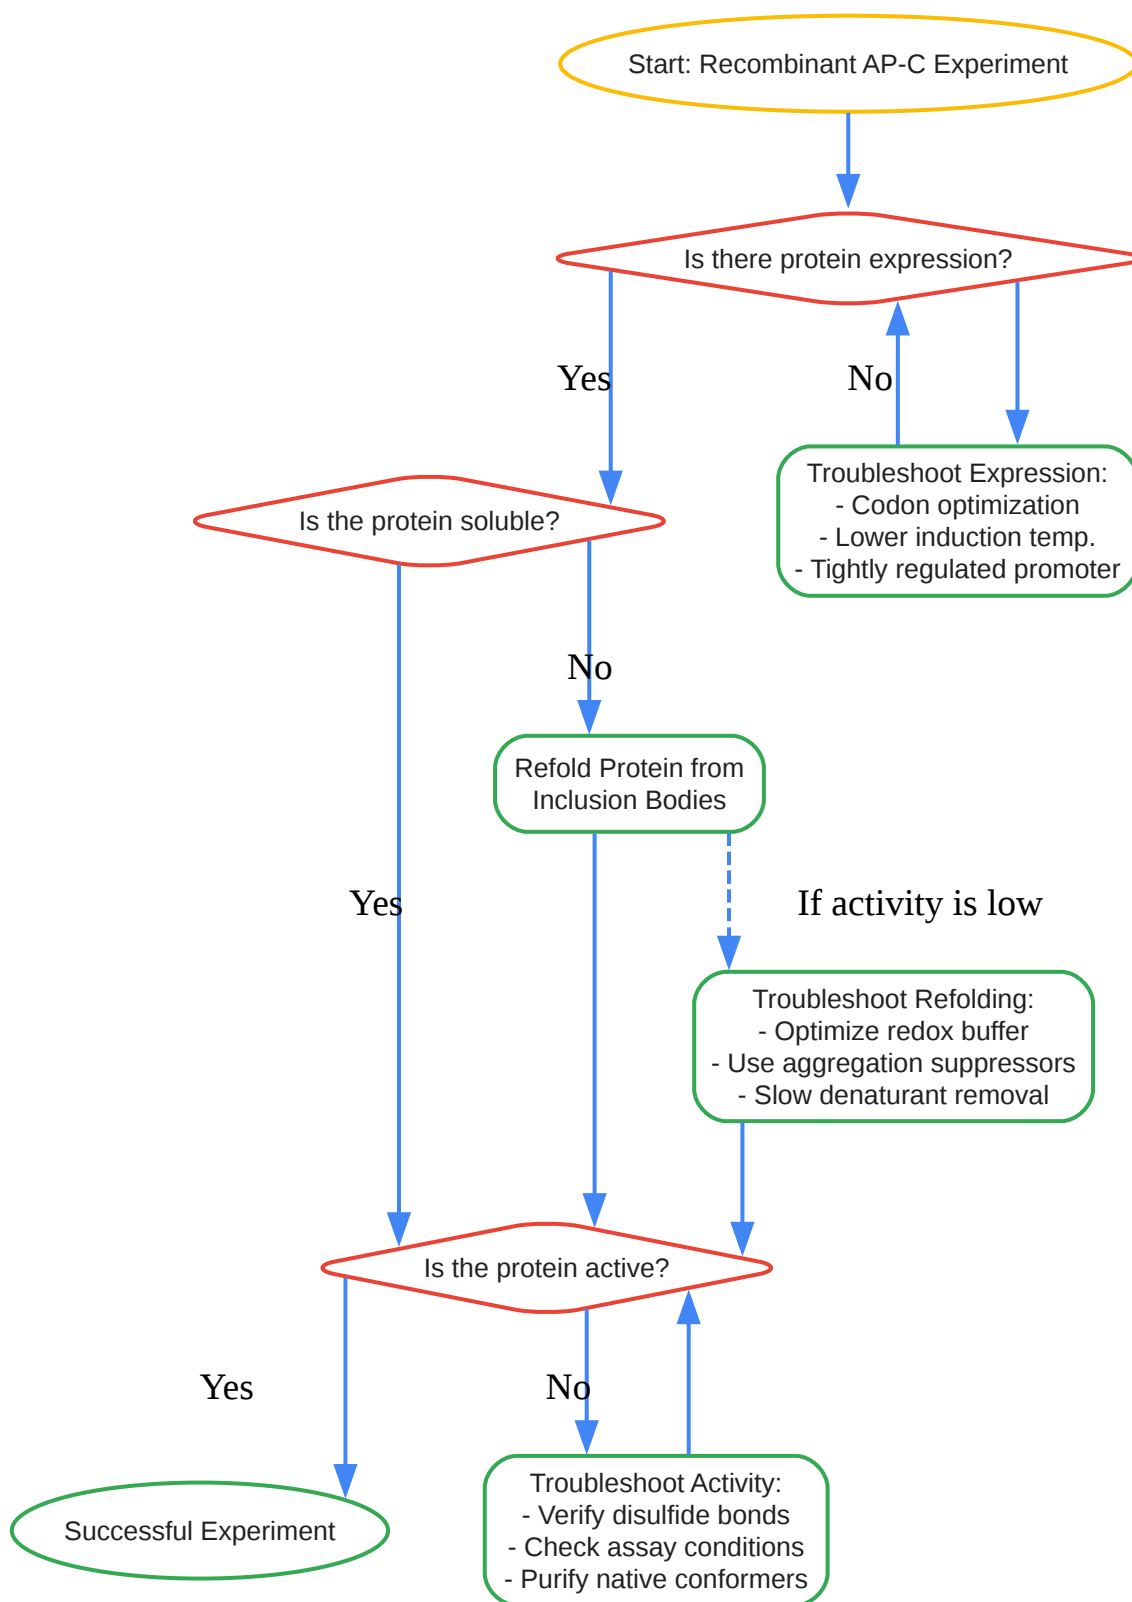 Start: Recombinant AP-C Experiment
Is there protein expression?
Yes
No
Troubleshoot Expression:
- Codon optimization
- Lower induction temp.
- Tightly regulated promoter
Is the protein soluble?
No
Refold Protein from
Inclusion Bodies
Yes
If activity is low
Troubleshoot Refolding:
- Optimize redox buffer
- Use aggregation suppressors
- Slow denaturant removal
Is the protein active?
Yes
No
Troubleshoot Activity:
- Verify disulfide bonds
- Check assay conditions
- Purify native conformers
Successful Experiment